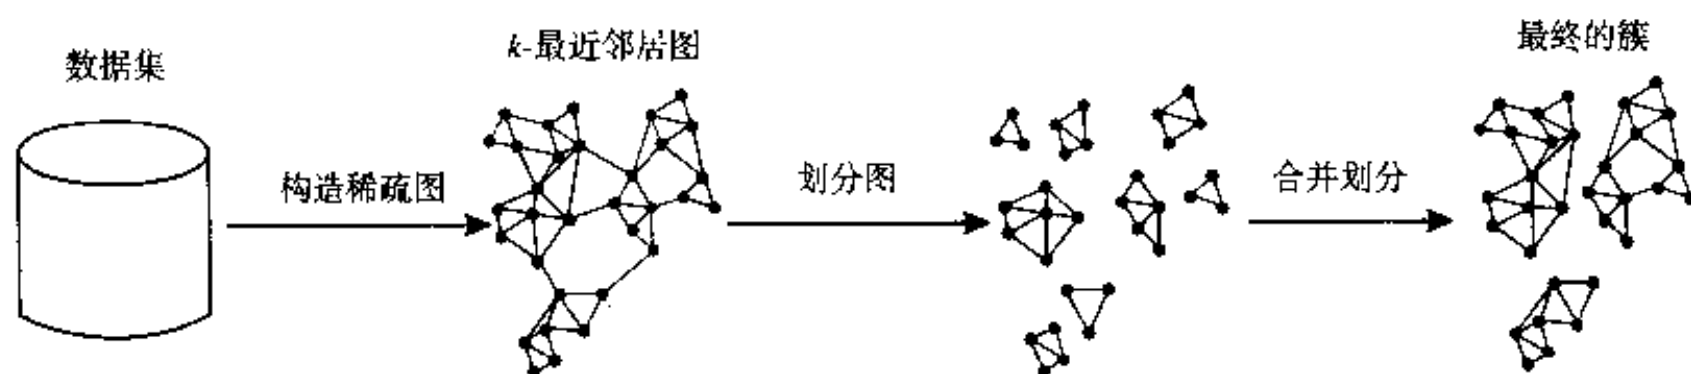 数据集
构造稀疏图
k-最近邻居图
划分图
合并划分
最终的簇